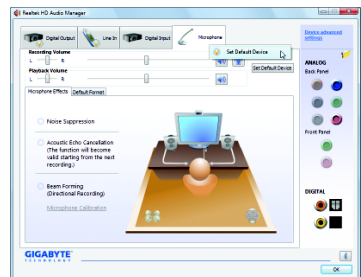 Realtek HD Audio Manager
Digital Output
Line In
Digital Input
Microphone
Device advanced
settings
Set Default Device
Recording Volume
L
R
Set Default Device
Playback Volume
L
R
ANALOG
Back Panel
Microphone Effects
Default Format
Noise Suppression
Acoustic Echo Cancellation
(The function will become
valid starting from the next
recording.)
Front Panel
Beam Forming
(Directional Recording)
Microphone Calibration
DIGITAL
GIGABYTE
TECHNOLOGY
OK